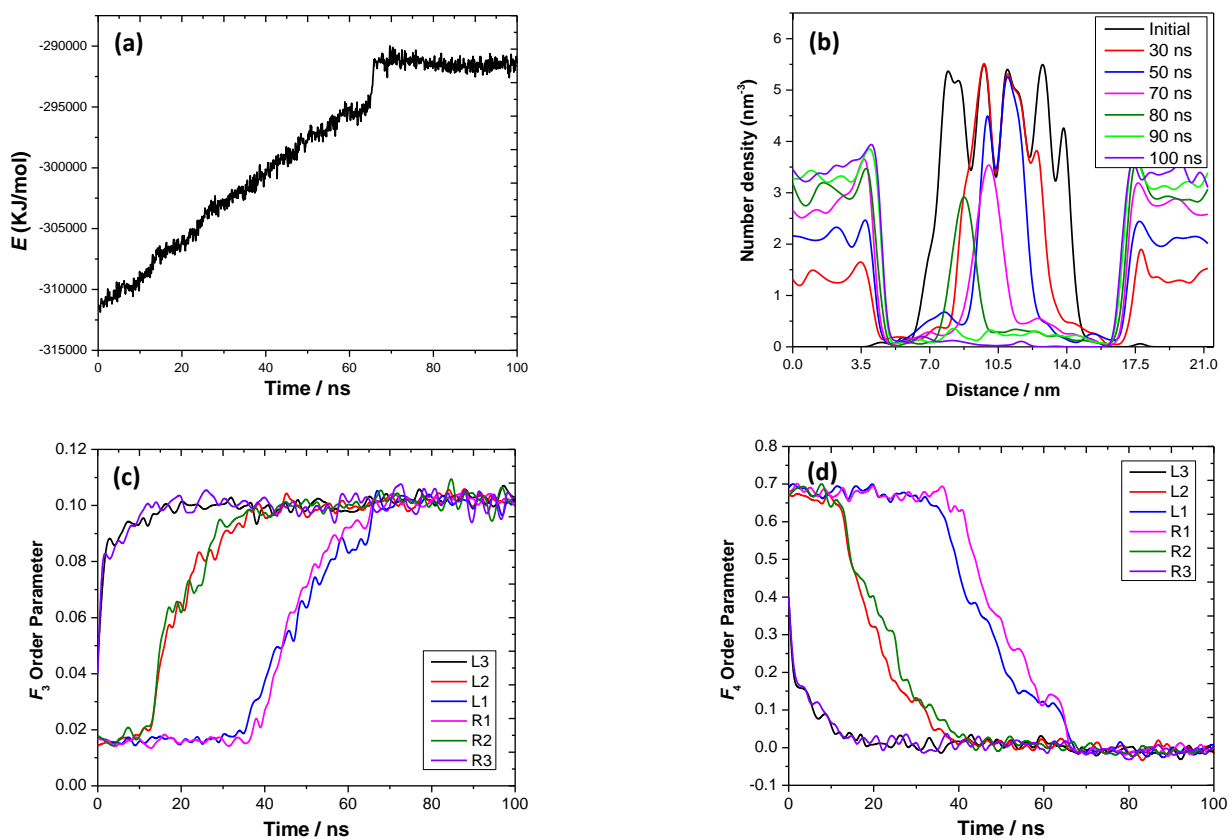 (a)
-290000
-295000
-300000
-305000
-310000
-315000
E (KJ/mol)
0 20 40 60 80 100
Time / ns
(b)
6
5
4
3
2
1
0
Number density (nm⁻³)
0.0 3.5 7.0 10.5 14.0 17.5 21.0
Distance / nm
Initial
30 ns
50 ns
70 ns
80 ns
90 ns
100 ns
(c)
0.12
0.10
0.08
0.06
0.04
0.02
0.00
F₃ Order Parameter
L3
L2
L1
R1
R2
R3
0 20 40 60 80 100
Time / ns
(d)
0.8
0.7
0.6
0.5
0.4
0.3
0.2
0.1
0.0
-0.1
F₄ Order Parameter
L3
L2
L1
R1
R2
R3
0 20 40 60 80 100
Time / ns